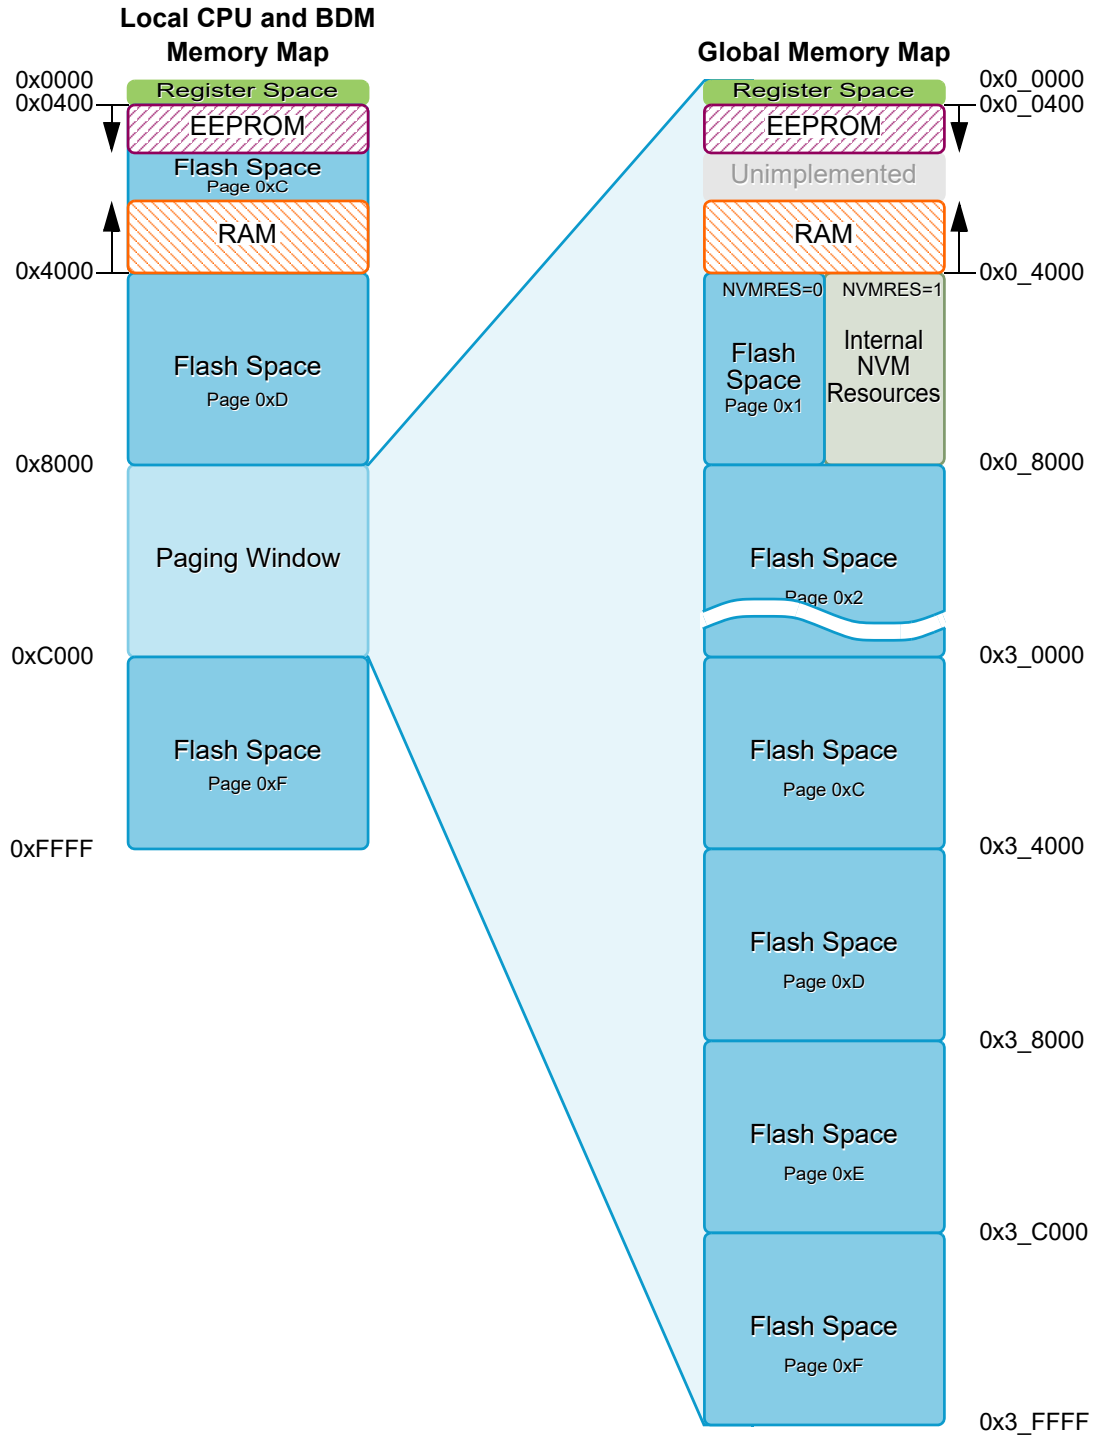 Local CPU and BDM
Memory Map
0x0000
Register Space
0x0400
EEPROM
Flash Space
Page 0xC
RAM
0x4000
Flash Space
Page 0xD
0x8000
Paging Window
0xC000
Flash Space
Page 0xF
0xFFFF
Global Memory Map
0x0_0000
Register Space
0x0_0400
EEPROM
Unimplemented
RAM
0x0_4000
NVMRES=0
NVMRES=1
Flash
Space
Page 0x1
Internal
NVM
Resources
0x0_8000
Flash Space
Page 0x2
0x3_0000
Flash Space
Page 0xC
0x3_4000
Flash Space
Page 0xD
0x3_8000
Flash Space
Page 0xE
0x3_C000
Flash Space
Page 0xF
0x3_FFFF